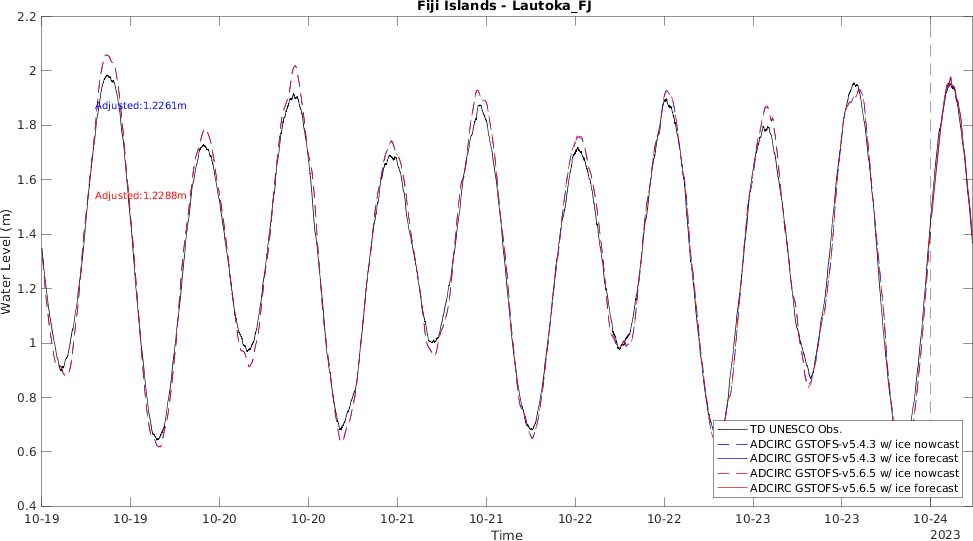 Fiji Islands - Lautoka_FJ
2.2
2
1.8
1.6
1.4
1.2
1
0.8
0.6
0.4
Water Level (m)
Adjusted:1.2261m
Adjusted:1.2288m
TD UNESCO Obs.
ADCIRC GSTOFS-v5.4.3 w/ ice nowcast
ADCIRC GSTOFS-v5.4.3 w/ ice forecast
ADCIRC GSTOFS-v5.6.5 w/ ice nowcast
ADCIRC GSTOFS-v5.6.5 w/ ice forecast
10-19 10-19 10-20 10-20 10-21 10-21 10-22 10-22 10-23 10-23 10-24
Time
2023